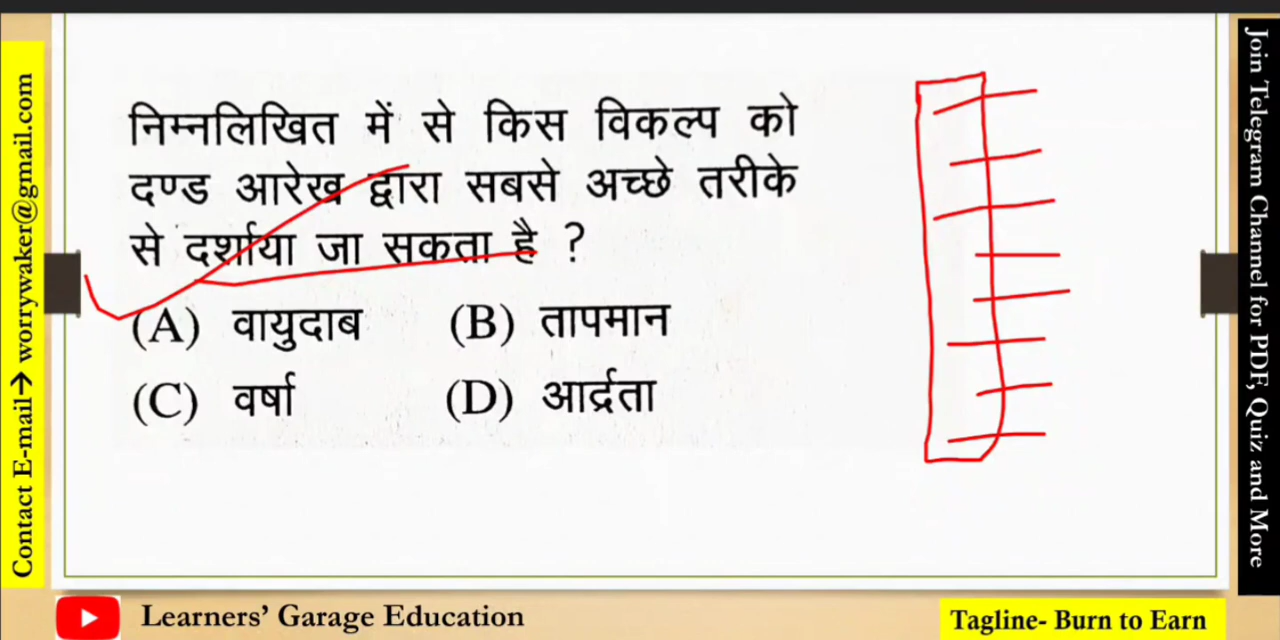 निम्नलिखित में से किस विकल्प को
दण्ड आरेख द्वारा सबसे अच्छे तरीके
से दर्शाया जा सकता है ?
(A) वायुदाब (B) तापमान
(C) वर्षा (D) आर्द्रता
Contact E-mail→ worrywaker@gmail.com
Join Telegram Channel for PDF, Quiz and More
Learners' Garage Education
Tagline- Burn to Earn